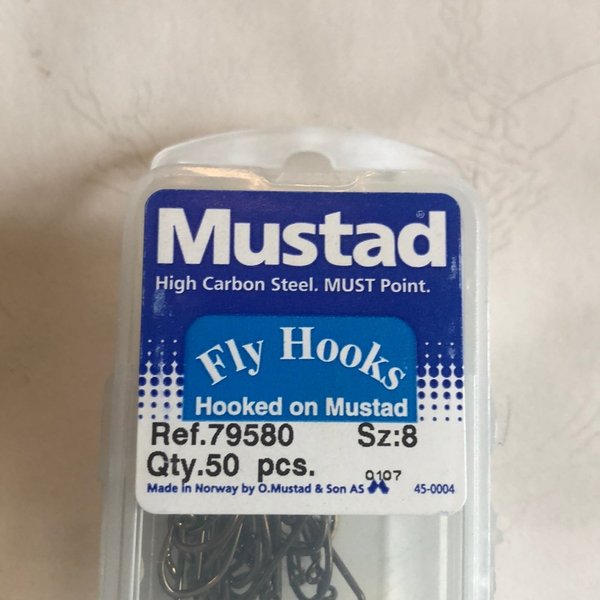 Mustad®
High Carbon Steel. MUST Point.
Fly Hooks
Hooked on Mustad
Ref.79580 Sz:8
Qty.50 pcs. 0107
Made in Norway by O.Mustad & Son AS 45-0004